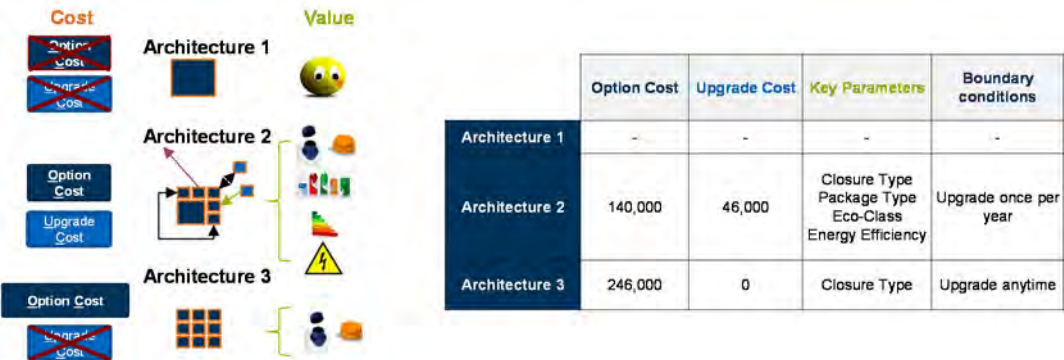 Cost
Value
Option
Cost
Upgrade
Cost
Architecture 1
Architecture 2
Option
Cost
Upgrade
Cost
Architecture 3
Option Cost
Upgrade
Cost
Option Cost
Upgrade Cost
Key Parameters
Boundary
conditions
Architecture 1
-
-
-
-
Architecture 2
140,000
46,000
Closure Type
Package Type
Eco-Class
Energy Efficiency
Upgrade once per
year
Architecture 3
246,000
0
Closure Type
Upgrade anytime